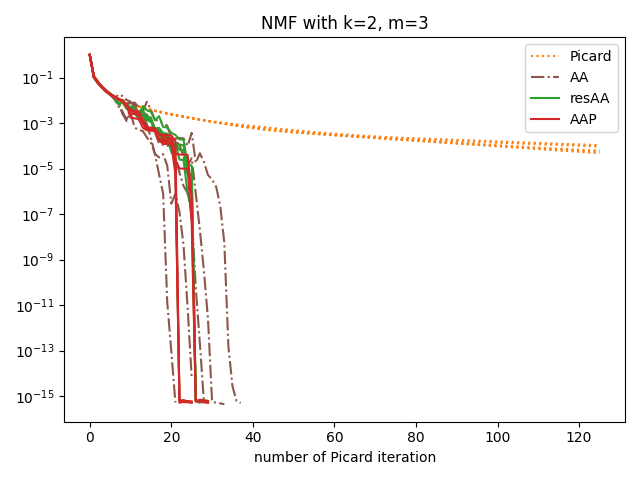 NMF with k=2, m=3
Picard
AA
resAA
AAP
10⁻¹
10⁻³
10⁻⁵
10⁻⁷
10⁻⁹
10⁻¹¹
10⁻¹³
10⁻¹⁵
0 20 40 60 80 100 120
number of Picard iteration